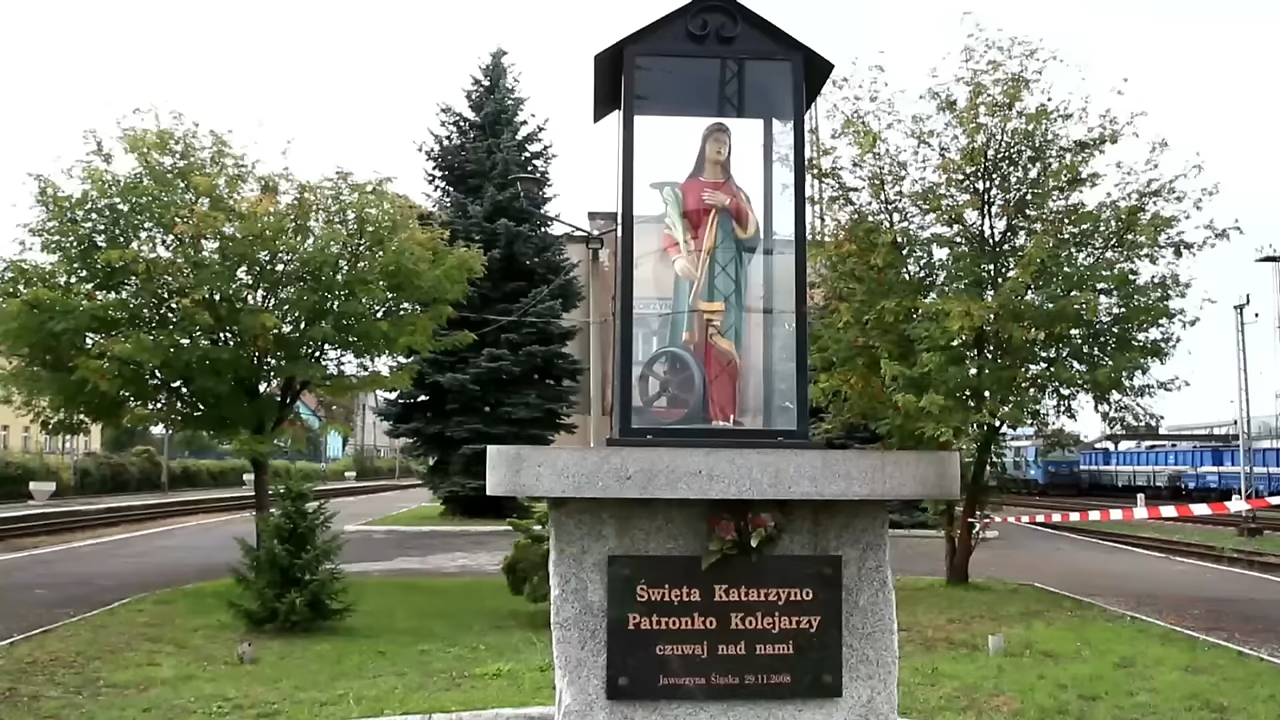 Święta Katarzyno
Patronko Kolejarzy
czuwaj nad nami
Jaworzyna Śląska 29.11.2008